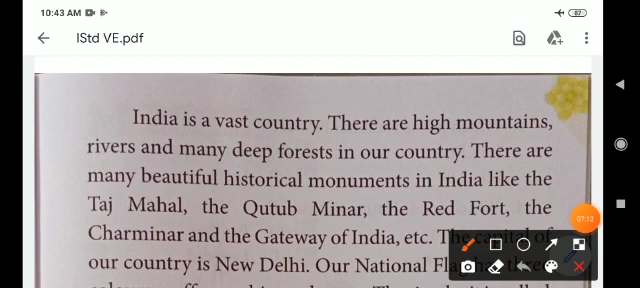 10:43 AM
87
IStd VE.pdf
India is a vast country. There are high mountains,
rivers and many deep forests in our country. There are
many beautiful historical monuments in India like the
Taj Mahal, the Qutub Minar, the Red Fort, the
07:12
Charminar and the Gateway of India, etc. The capital of
our country is New Delhi. Our National Flag has three